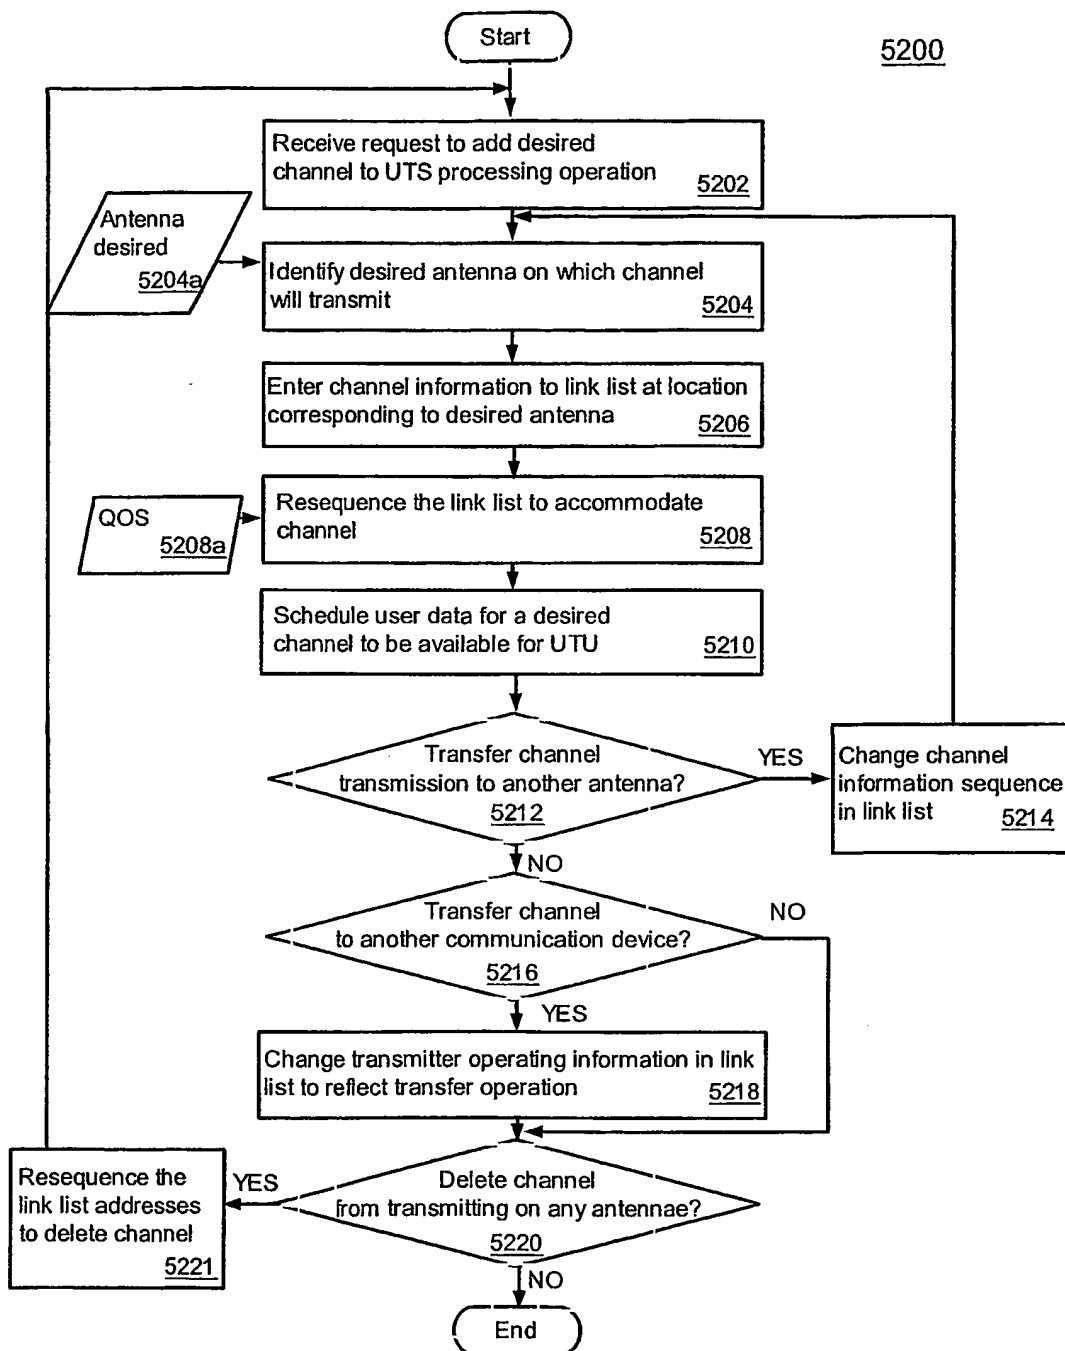 Start
5200
Receive request to add desired
channel to UTS processing operation
5202
Antenna
desired
5204a
Identify desired antenna on which channel
will transmit
5204
Enter channel information to link list at location
corresponding to desired antenna
5206
QOS
5208a
Resequence the link list to accommodate
channel
5208
Schedule user data for a desired
channel to be available for UTU
5210
Transfer channel
transmission to another antenna?
5212
YES
Change channel
information sequence
in link list
5214
NO
Transfer channel
to another communication device?
5216
NO
YES
Change transmitter operating information in link
list to reflect transfer operation
5218
Delete channel
from transmitting on any antennae?
5220
YES
Resequence the
link list addresses
to delete channel
5221
NO
End